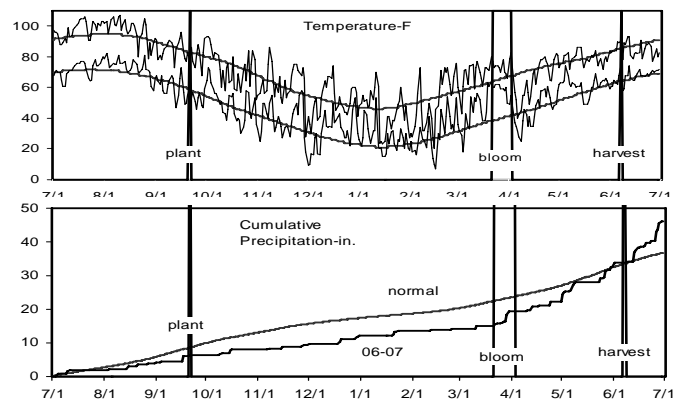 100
Temperature-F
80
60
40
20
plant
bloom
harvest
0
7/1 8/1 9/1 10/1 11/1 12/1 1/1 2/1 3/1 4/1 5/1 6/1 7/1
50
Cumulative
Precipitation-in.
40
30
normal
20
plant
10
06-07
bloom
harvest
0
7/1 8/1 9/1 10/1 11/1 12/1 1/1 2/1 3/1 4/1 5/1 6/1 7/1